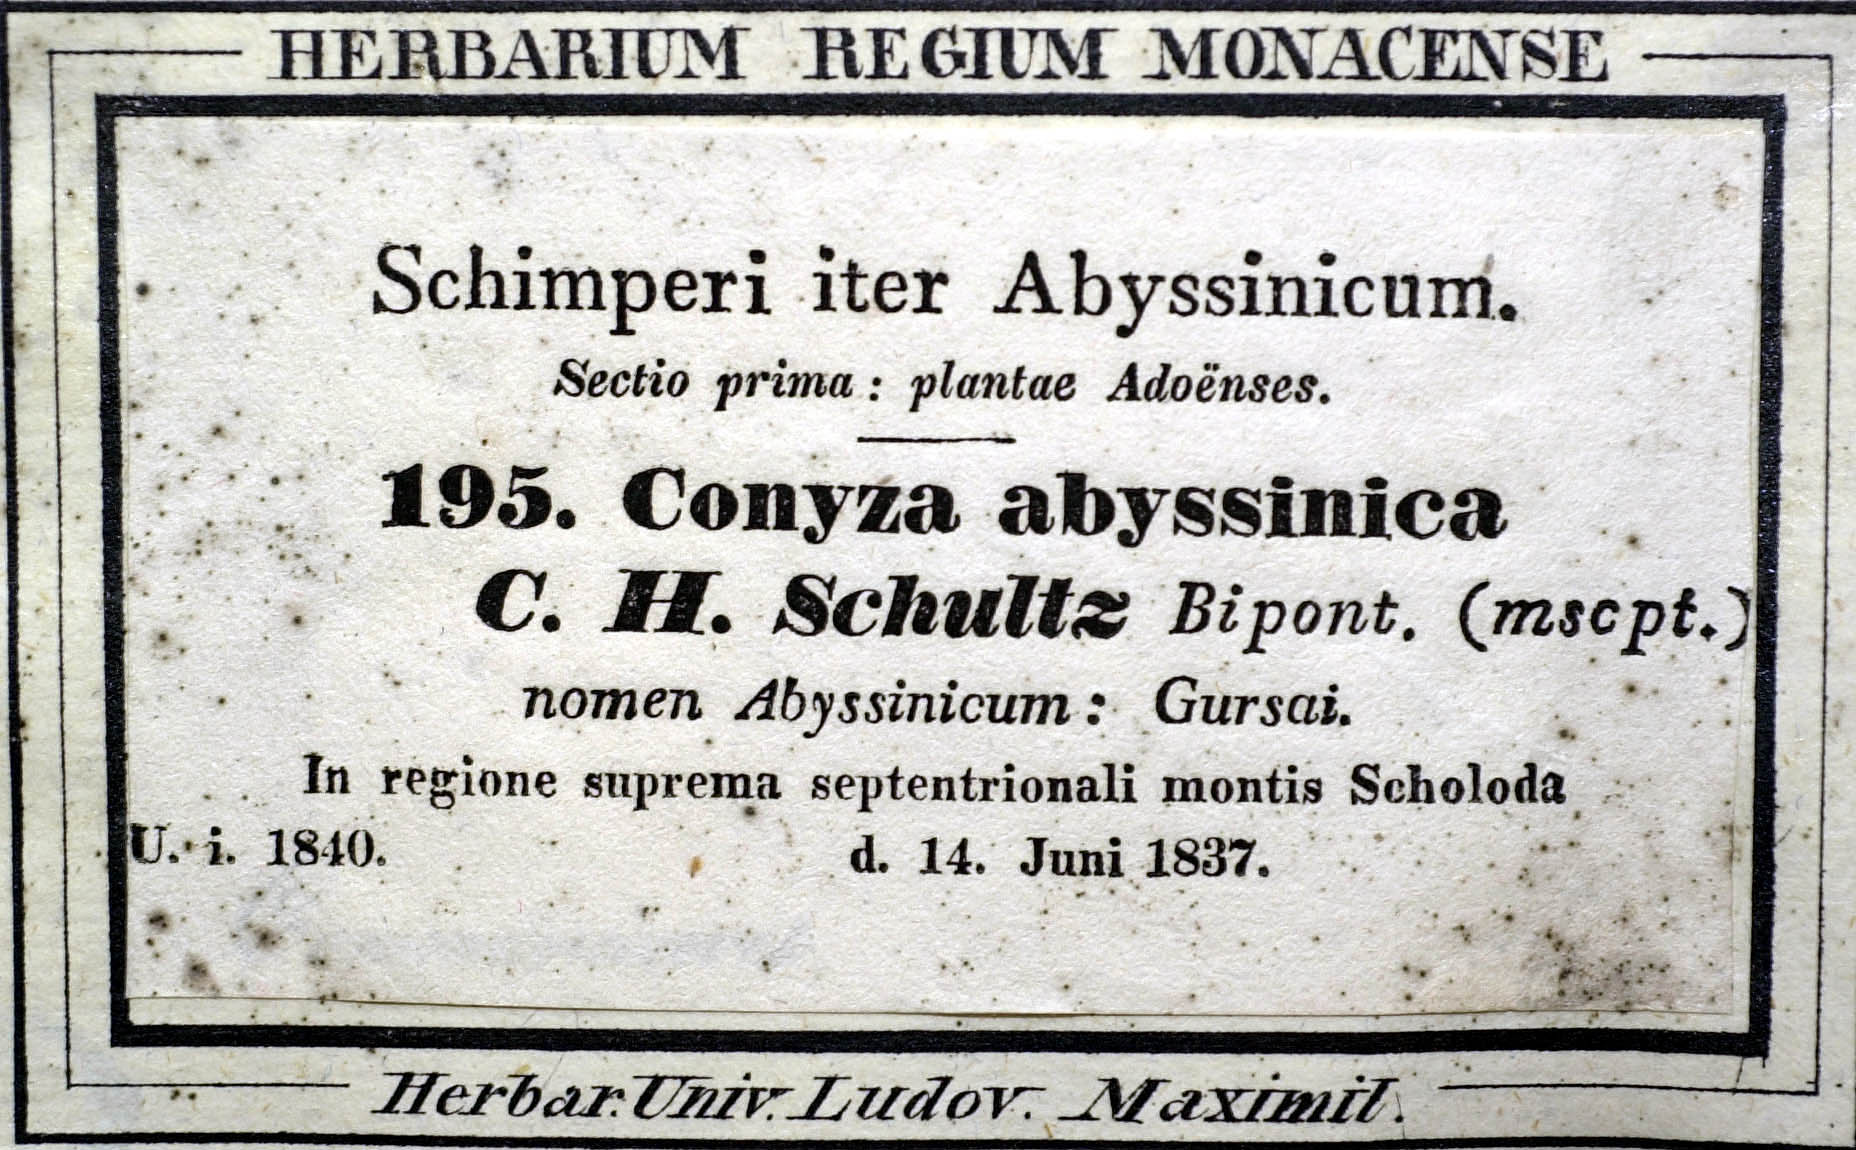 HERBARIUM REGIUM MONACENSE
Schimperi iter Abyssinicum.
Sectio prima: plantae Adoënses.
195. Conyza abyssinica
C. H. Schultz Bipont. (mscpt.)
nomen Abyssinicum: Gursai.
In regione suprema septentrionali montis Scholoda
U. i. 1840. d. 14. Juni 1837.
Herbar. Univ. Ludov. Maximil.